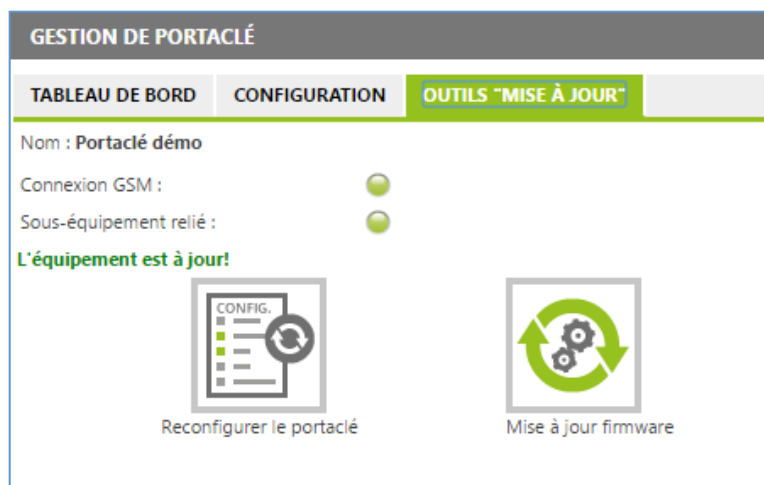 GESTION DE PORTACLÉ
TABLEAU DE BORD CONFIGURATION OUTILS "MISE À JOUR"
Nom : Portaclé démo
Connexion GSM :
Sous-équipement relié :
L'équipement est à jour!
CONFIG.
Reconfigurer le portaclé Mise à jour firmware